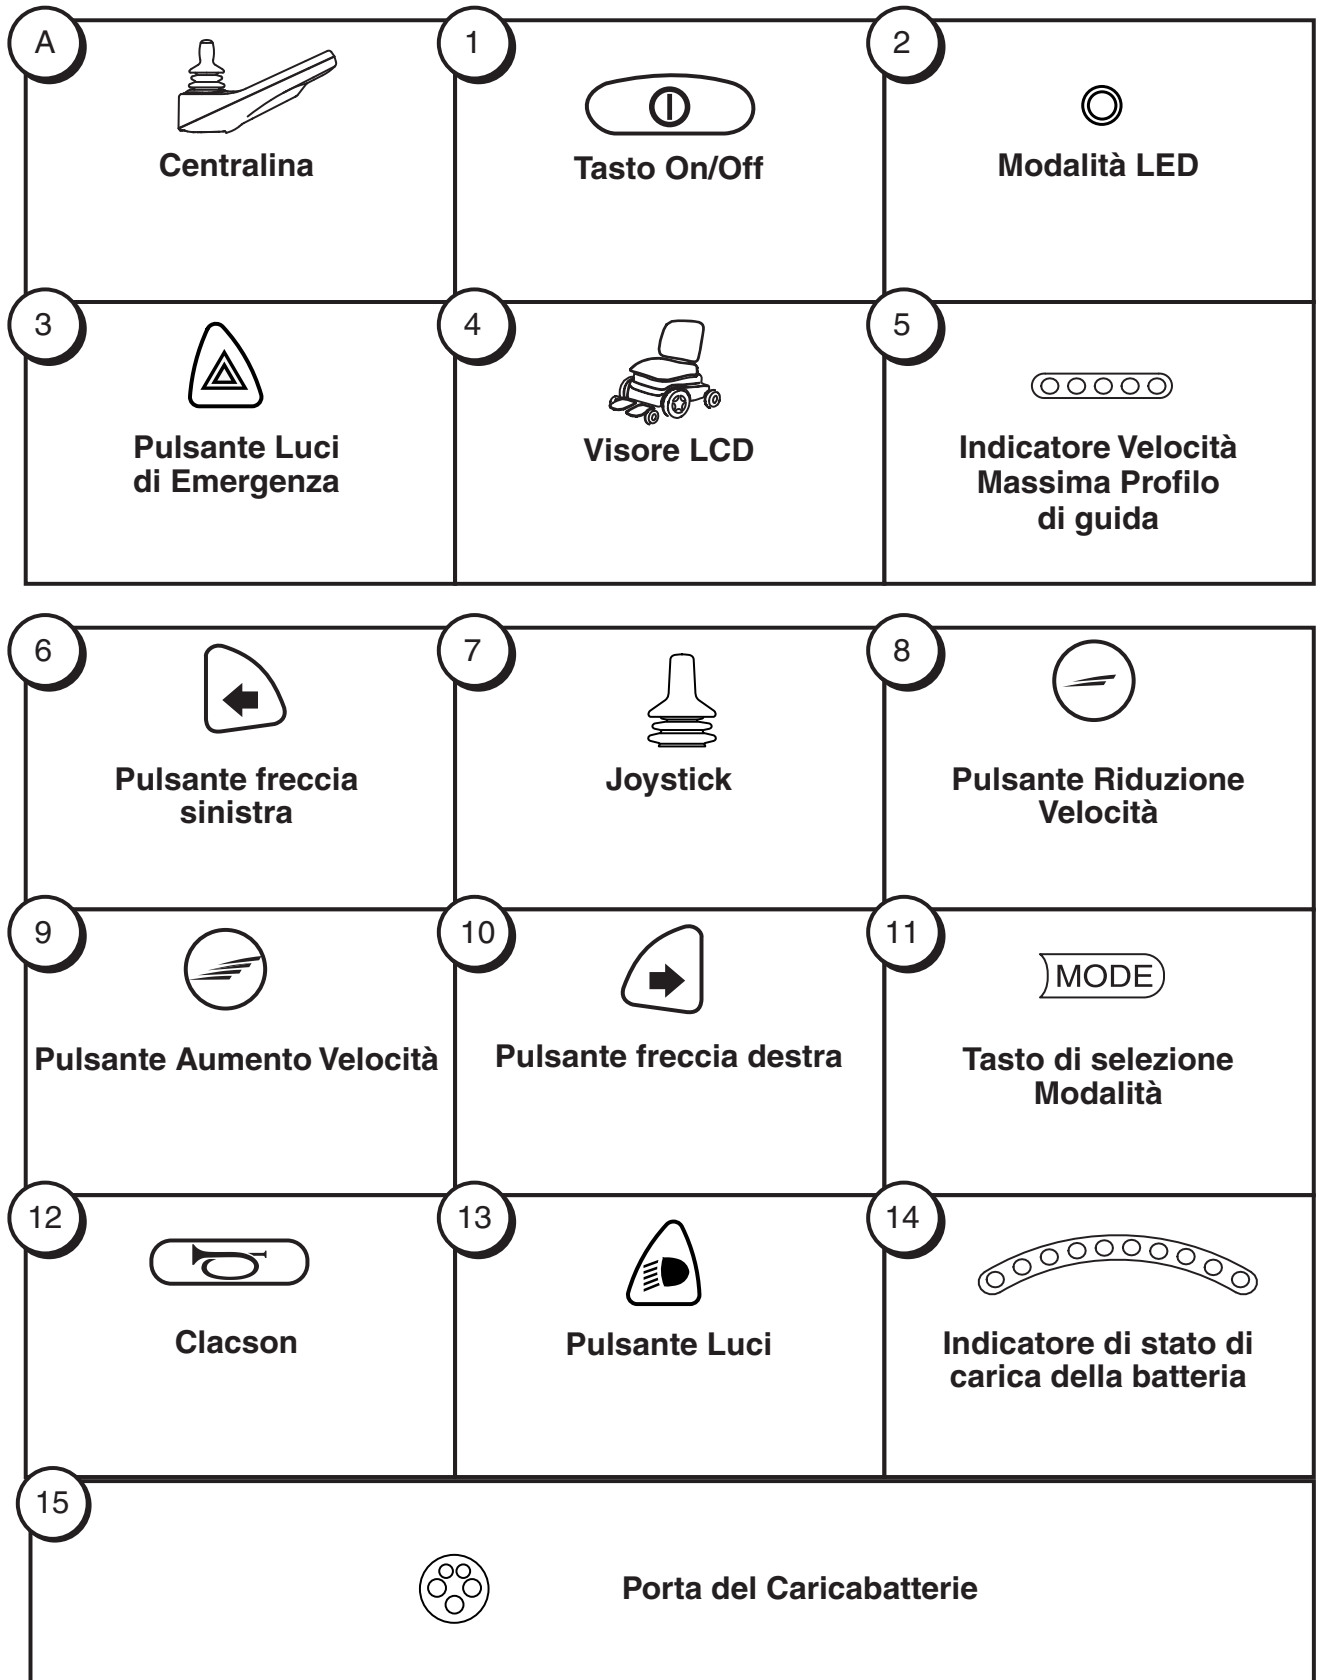 A
Centralina
1
Tasto On/Off
2
Modalità LED
3
Pulsante Luci
di Emergenza
4
Visore LCD
5
Indicatore Velocità
Massima Profilo
di guida
6
Pulsante freccia
sinistra
7
Joystick
8
Pulsante Riduzione
Velocità
9
Pulsante Aumento Velocità
10
Pulsante freccia destra
11
MODE
Tasto di selezione
Modalità
12
Clacson
13
Pulsante Luci
14
Indicatore di stato di
carica della batteria
15
Porta del Caricabatterie